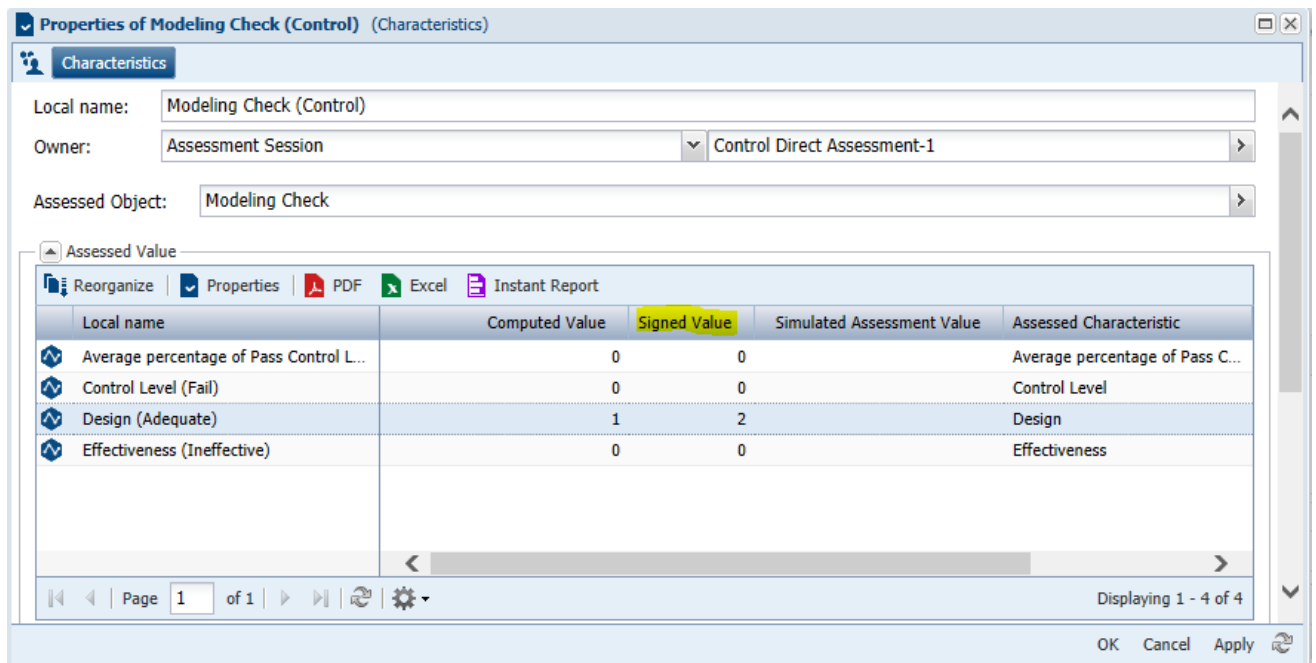 Properties of Modeling Check (Control) (Characteristics)
Characteristics
Local name: Modeling Check (Control)
Owner: Assessment Session Control Direct Assessment-1
Assessed Object: Modeling Check
Assessed Value
Reorganize Properties PDF Excel Instant Report
Local name Computed Value Signed Value Simulated Assessment Value Assessed Characteristic
Average percentage of Pass Control L... 0 0 Average percentage of Pass C...
Control Level (Fail) 0 0 Control Level
Design (Adequate) 1 2 Design
Effectiveness (Ineffective) 0 0 Effectiveness
Page 1 of 1 Displaying 1 - 4 of 4
OK Cancel Apply